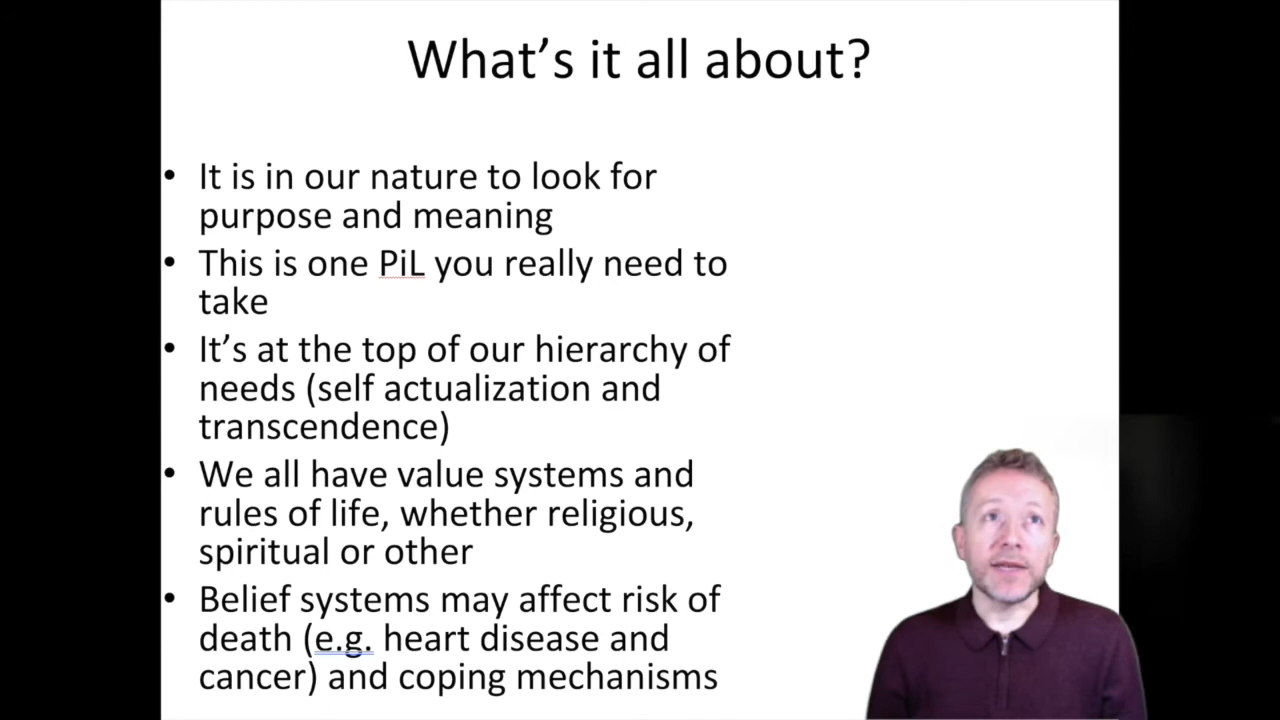 What’s it all about?
• It is in our nature to look for
purpose and meaning
• This is one PiL you really need to
take
• It’s at the top of our hierarchy of
needs (self actualization and
transcendence)
• We all have value systems and
rules of life, whether religious,
spiritual or other
• Belief systems may affect risk of
death (e.g. heart disease and
cancer) and coping mechanisms